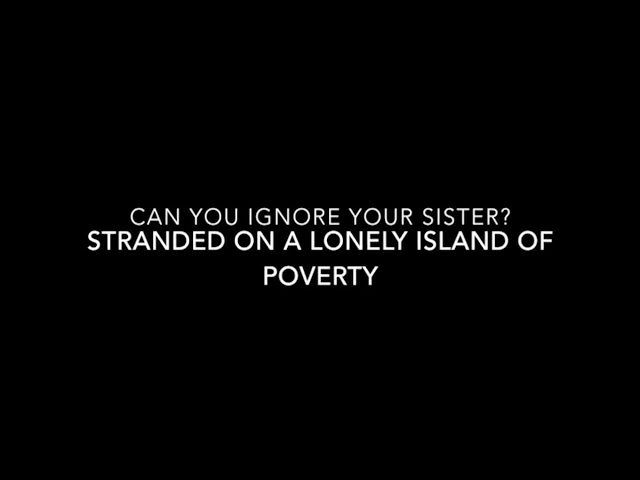 CAN YOU IGNORE YOUR SISTER?
STRANDED ON A LONELY ISLAND OF
POVERTY